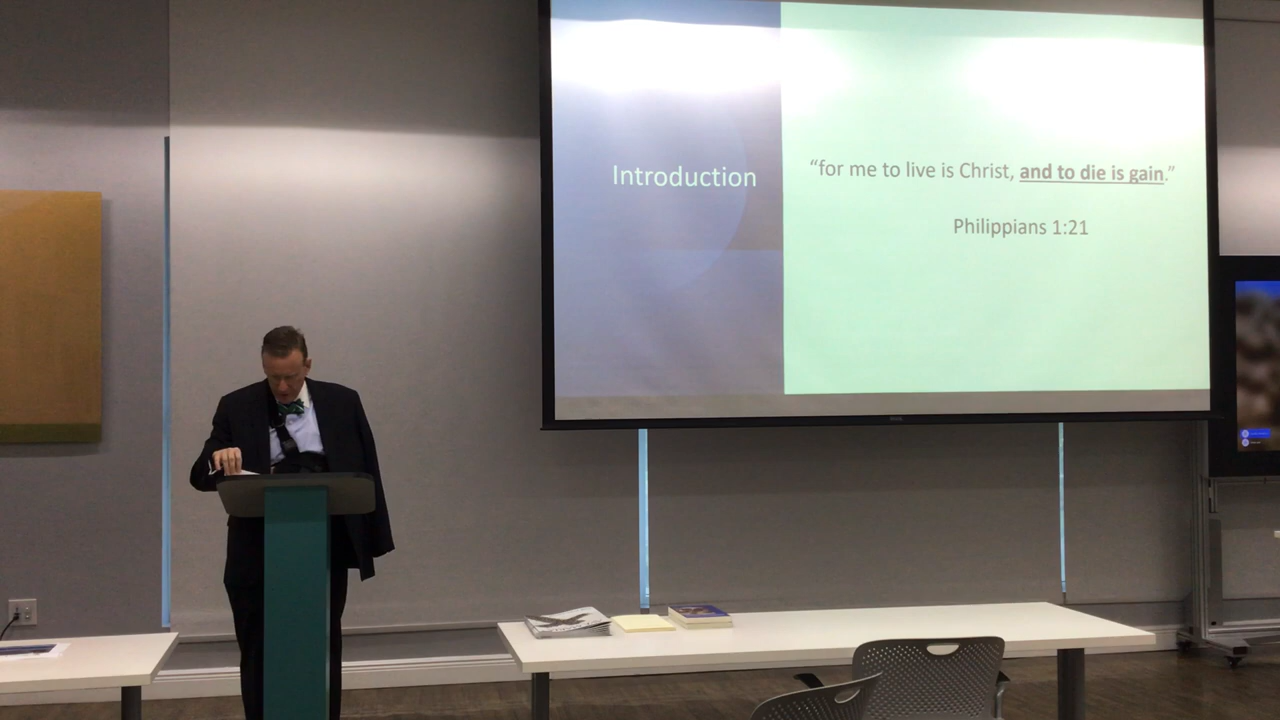 Introduction
“for me to live is Christ, and to die is gain.”
Philippians 1:21